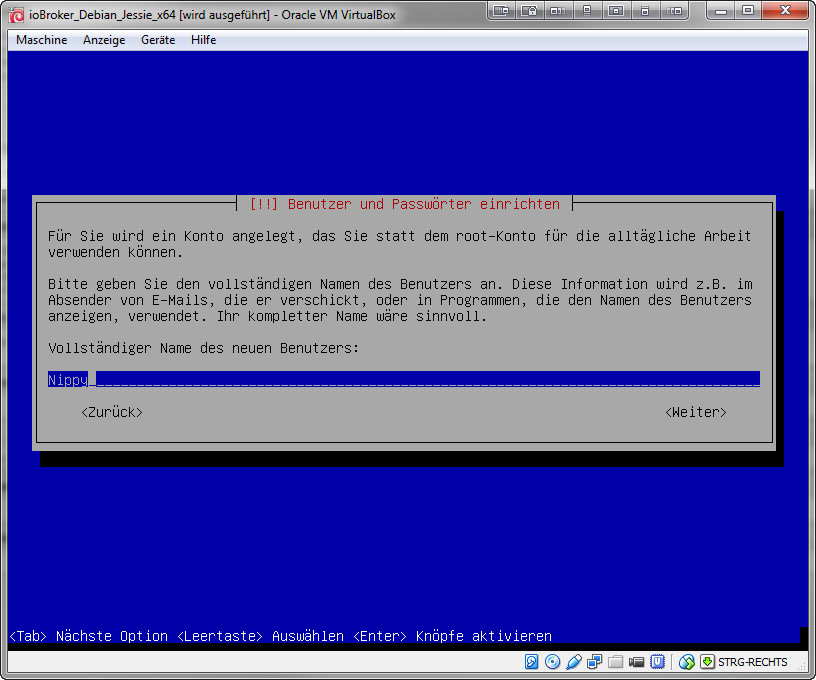 ioBroker_Debian_Jessie_x64 [wird ausgeführt] - Oracle VM VirtualBox
Maschine Anzeige Geräte Hilfe
[!!] Benutzer und Passwörter einrichten
Für Sie wird ein Konto angelegt, das Sie statt dem root-Konto für die alltägliche Arbeit
verwenden können.
Bitte geben Sie den vollständigen Namen des Benutzers an. Diese Information wird z.B. im
Absender von E-Mails, die er verschickt, oder in Programmen, die den Namen des Benutzers
anzeigen, verwendet. Ihr kompletter Name wäre sinnvoll.
Vollständiger Name des neuen Benutzers:
Nippy
<Zurück> <Weiter>
<Tab> Nächste Option <Leertaste> Auswählen <Enter> Knöpfe aktivieren
STRG-RECHTS